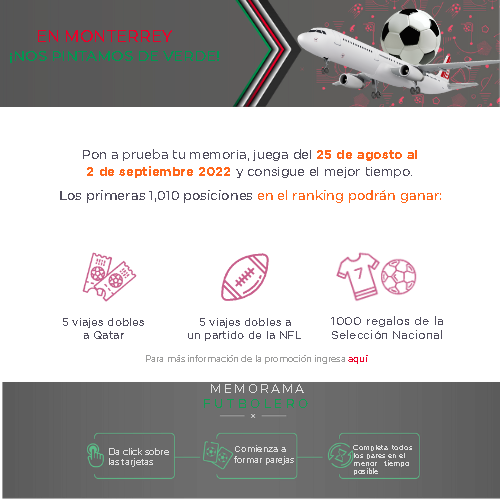 EN MONTERREY
¡NOS PINTAMOS DE VERDE!
Pon a prueba tu memoria, juega del 25 de agosto al
2 de septiembre 2022 y consigue el mejor tiempo.
Los primeras 1,010 posiciones en el ranking podrán ganar:
5 viajes dobles
a Qatar
5 viajes dobles a
un partido de la NFL
7
1000 regalos de la
Selección Nacional
Para más información de la promoción ingresa aquí
MEMORAMA
Da click sobre
las tarjetas
Comienza a
formar parejas
Completa todos
los pares en el
menor tiempo
posible